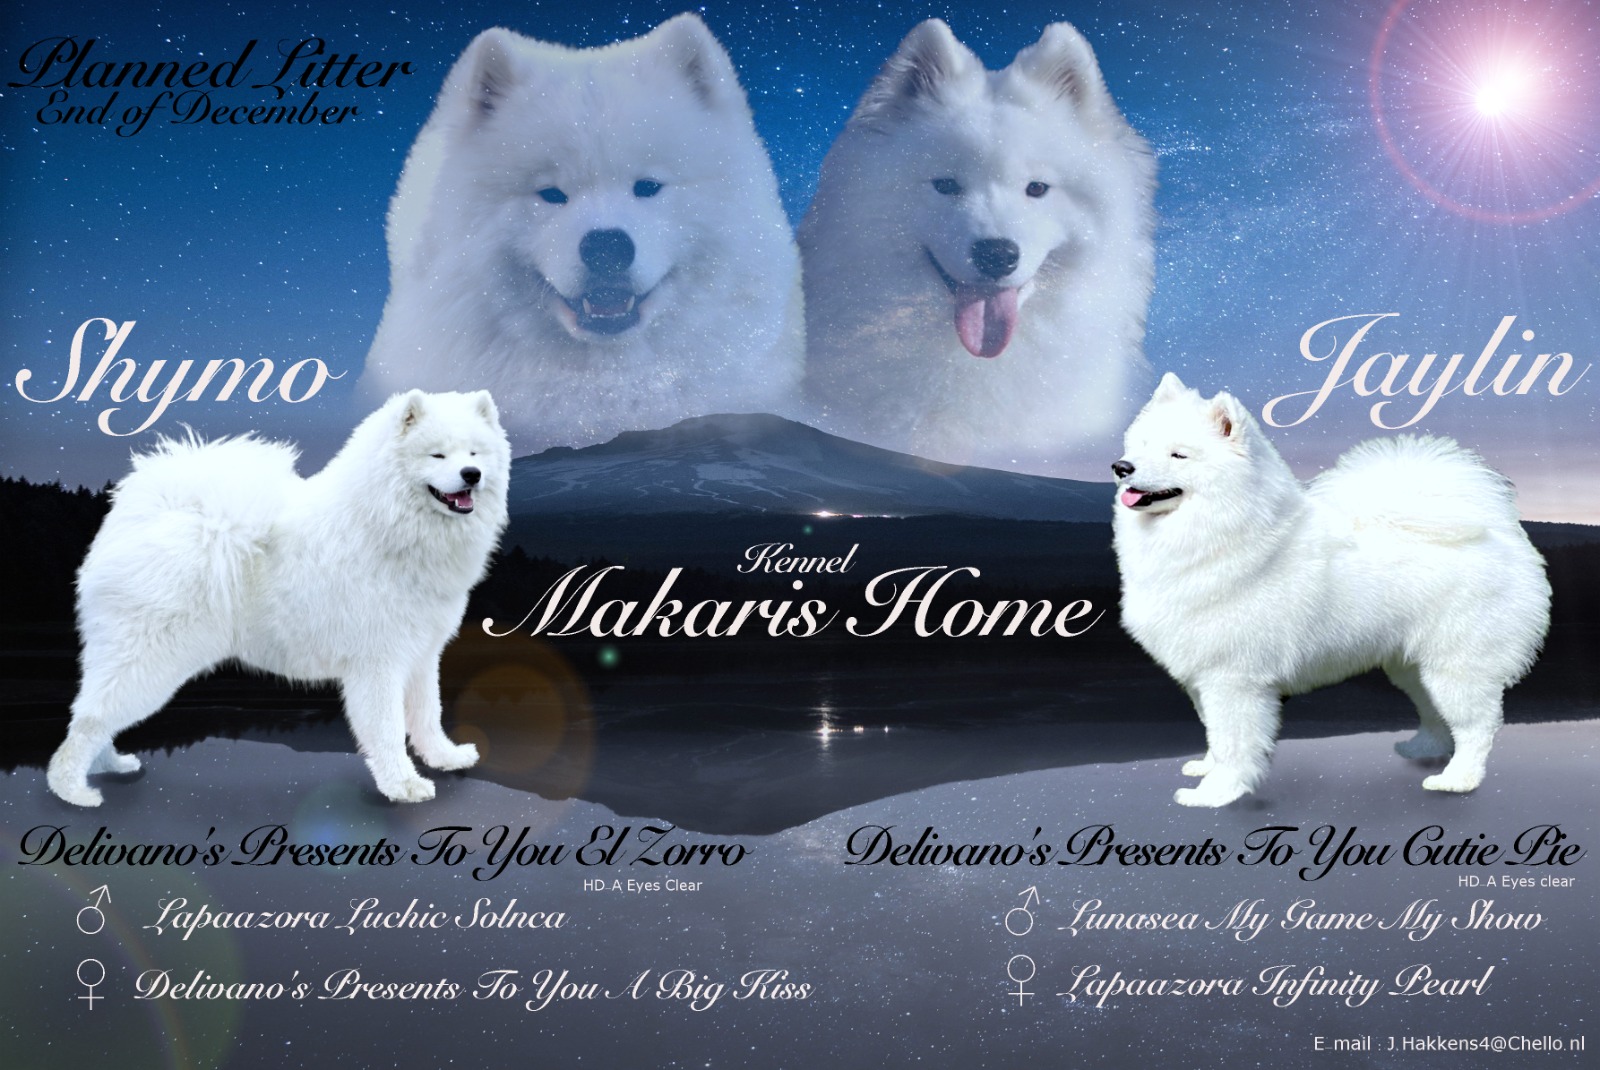 Planned Litter
End of December
Shymo
Jaylin
Kennel
Makaris Home
Delivano's Presents To You El Zorro
HD-A Eyes Clear
♂ Lapaazora Luchic Solnca
♀ Delivano's Presents To You A Big Kiss
Delivano's Presents To You Cutie Pie
HD-A Eyes clear
♂ Lunasea My Game My Show
♀ Lapaazora Infinity Pearl
E-mail : J.Hakkens4@Chello.nl